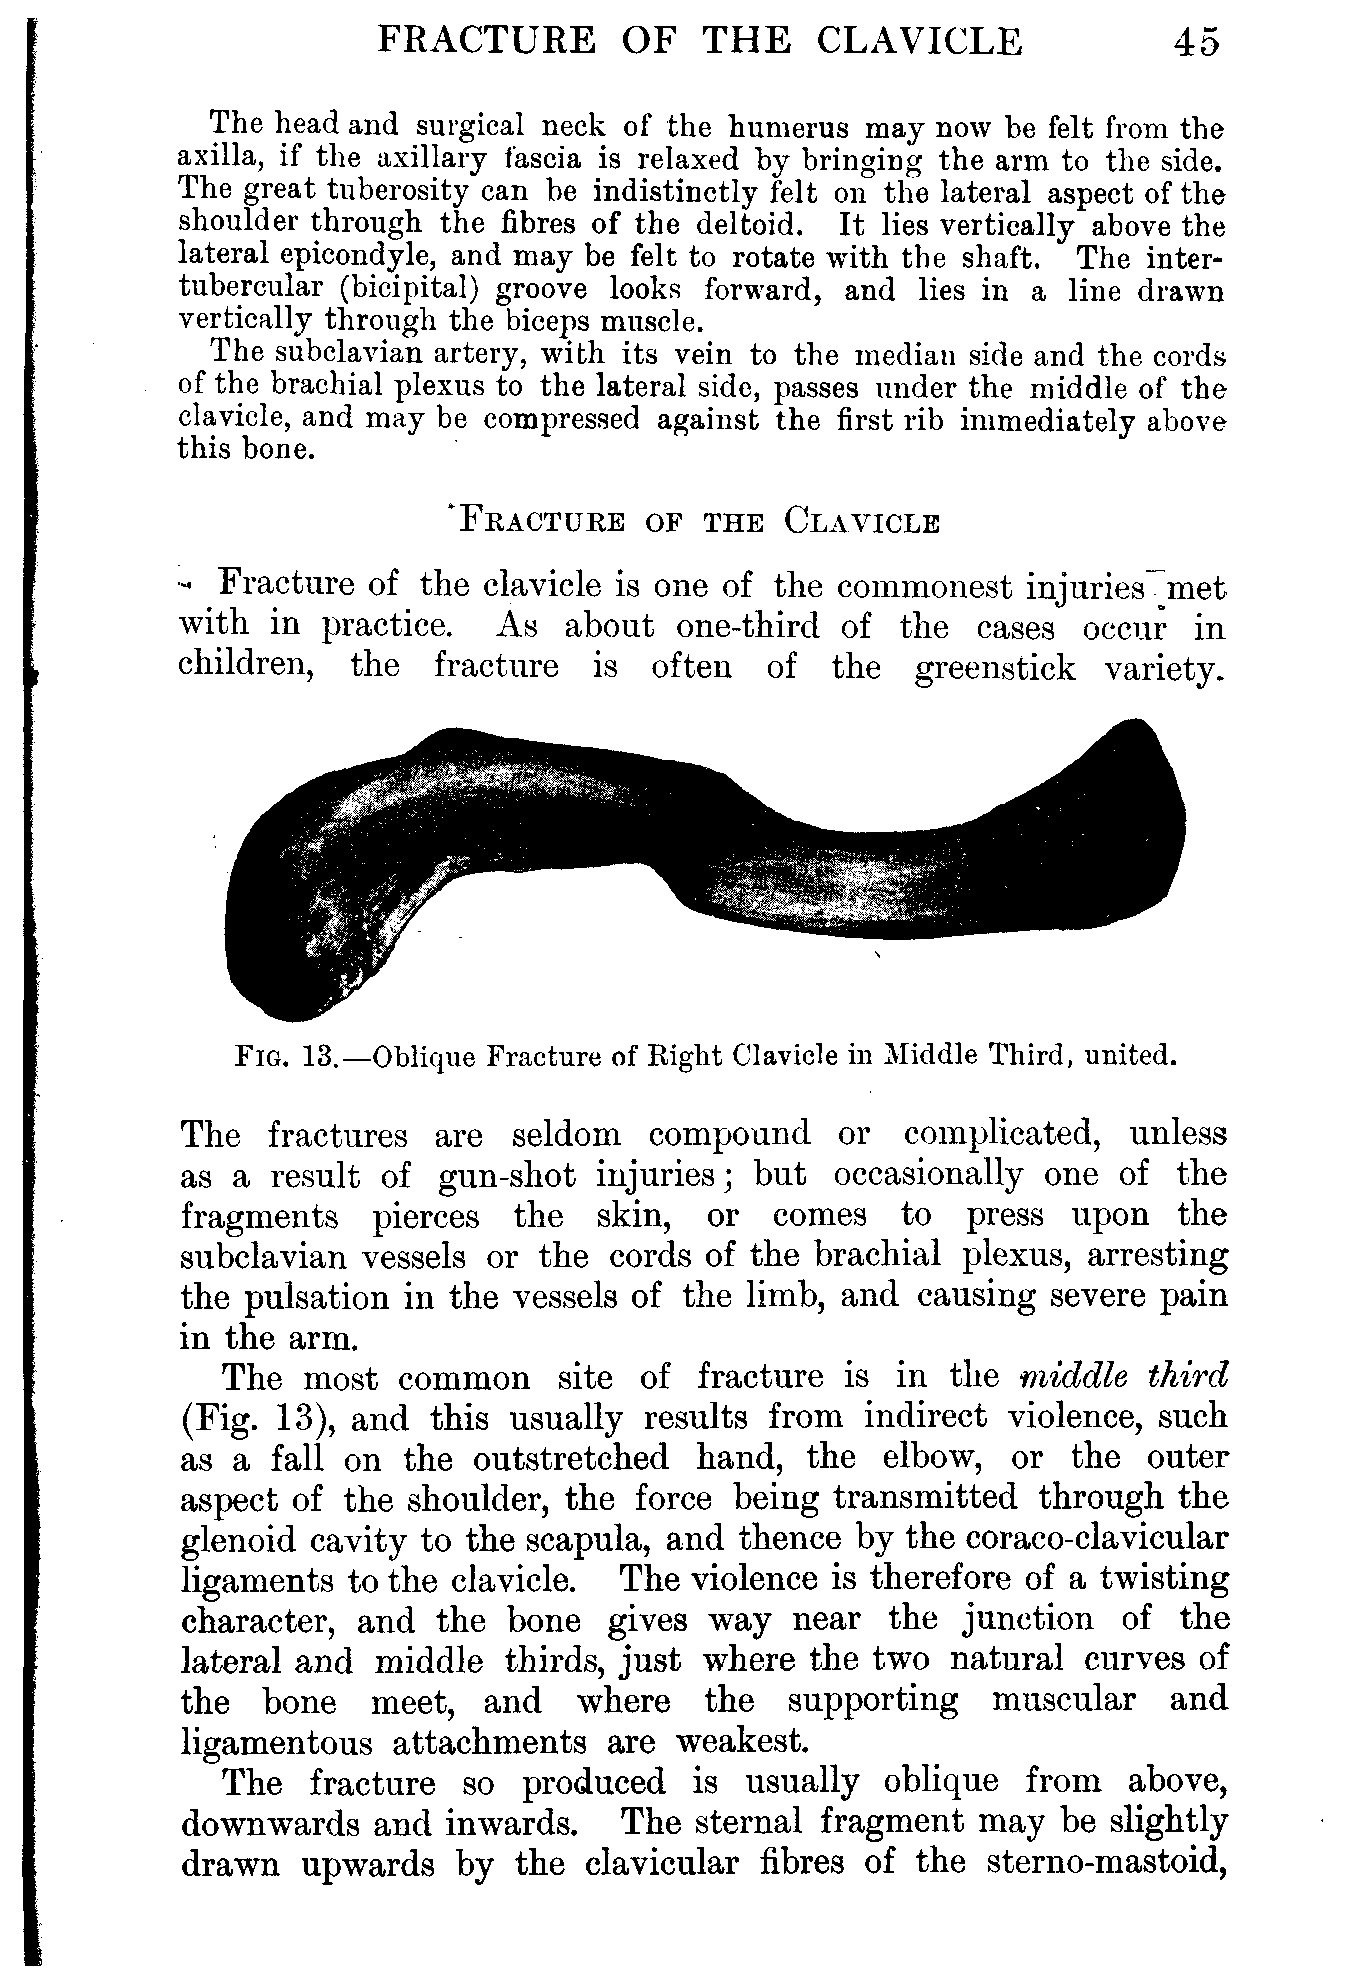 FRACTURE OF THE CLAVICLE 45
The head and surgical neck of the humerus may now be felt from the
axilla, if the axillary fascia is relaxed by bringing the arm to the side.
The great tuberosity can be indistinctly felt on the lateral aspect of the
shoulder through the fibres of the deltoid. It lies vertically above the
lateral epicondyle, and may be felt to rotate with the shaft. The inter-
tubercular (bicipital) groove looks forward, and lies in a line drawn
vertically through the biceps muscle.
The subclavian artery, with its vein to the median side and the cords
of the brachial plexus to the lateral side, passes under the middle of the
clavicle, and may be compressed against the first rib immediately above
this bone.
FRACTURE OF THE CLAVICLE
Fracture of the clavicle is one of the commonest injuries met
with in practice. As about one-third of the cases occur in
children, the fracture is often of the greenstick variety.
FIG. 13.—Oblique Fracture of Right Clavicle in Middle Third, united.
The fractures are seldom compound or complicated, unless
as a result of gun-shot injuries; but occasionally one of the
fragments pierces the skin, or comes to press upon the
subclavian vessels or the cords of the brachial plexus, arresting
the pulsation in the vessels of the limb, and causing severe pain
in the arm.
The most common site of fracture is in the middle third
(Fig. 13), and this usually results from indirect violence, such
as a fall on the outstretched hand, the elbow, or the outer
aspect of the shoulder, the force being transmitted through the
glenoid cavity to the scapula, and thence by the coraco-clavicular
ligaments to the clavicle. The violence is therefore of a twisting
character, and the bone gives way near the junction of the
lateral and middle thirds, just where the two natural curves of
the bone meet, and where the supporting muscular and
ligamentous attachments are weakest.
The fracture so produced is usually oblique from above,
downwards and inwards. The sternal fragment may be slightly
drawn upwards by the clavicular fibres of the sterno-mastoid,